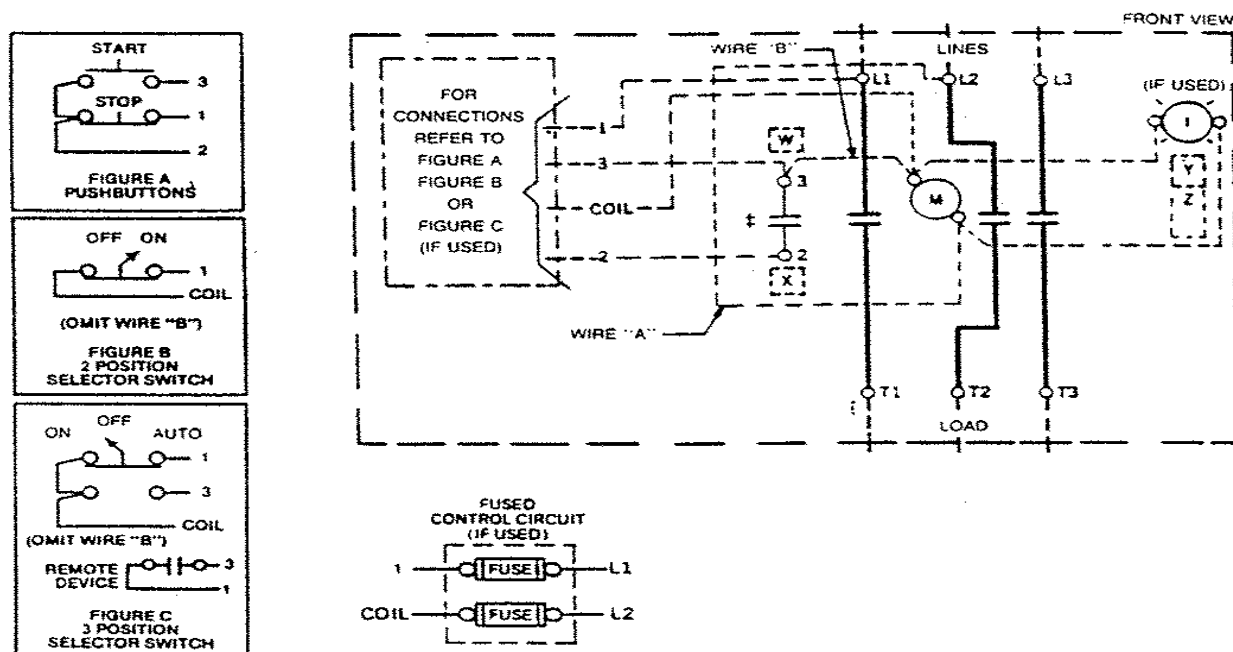 START
3
STOP
1
2
FIGURE A
PUSHBUTTONS
OFF ON
1
COIL
(OMIT WIRE "B")
FIGURE B
2 POSITION
SELECTOR SWITCH
OFF
ON AUTO
1
3
COIL
(OMIT WIRE "B")
REMOTE
DEVICE
3
1
FIGURE C
3 POSITION
SELECTOR SWITCH
FRONT VIEW
WIRE "B"
LINES
L1 L2 L3
(IF USED)
FOR
CONNECTIONS
REFER TO
FIGURE A
FIGURE B
OR
FIGURE C
(IF USED)
1
3
COIL
2
W
3
‡
2
X
M
I
Y
Z
WIRE "A"
T1 T2 T3
LOAD
FUSED
CONTROL CIRCUIT
(IF USED)
1 FUSE L1
COIL FUSE L2